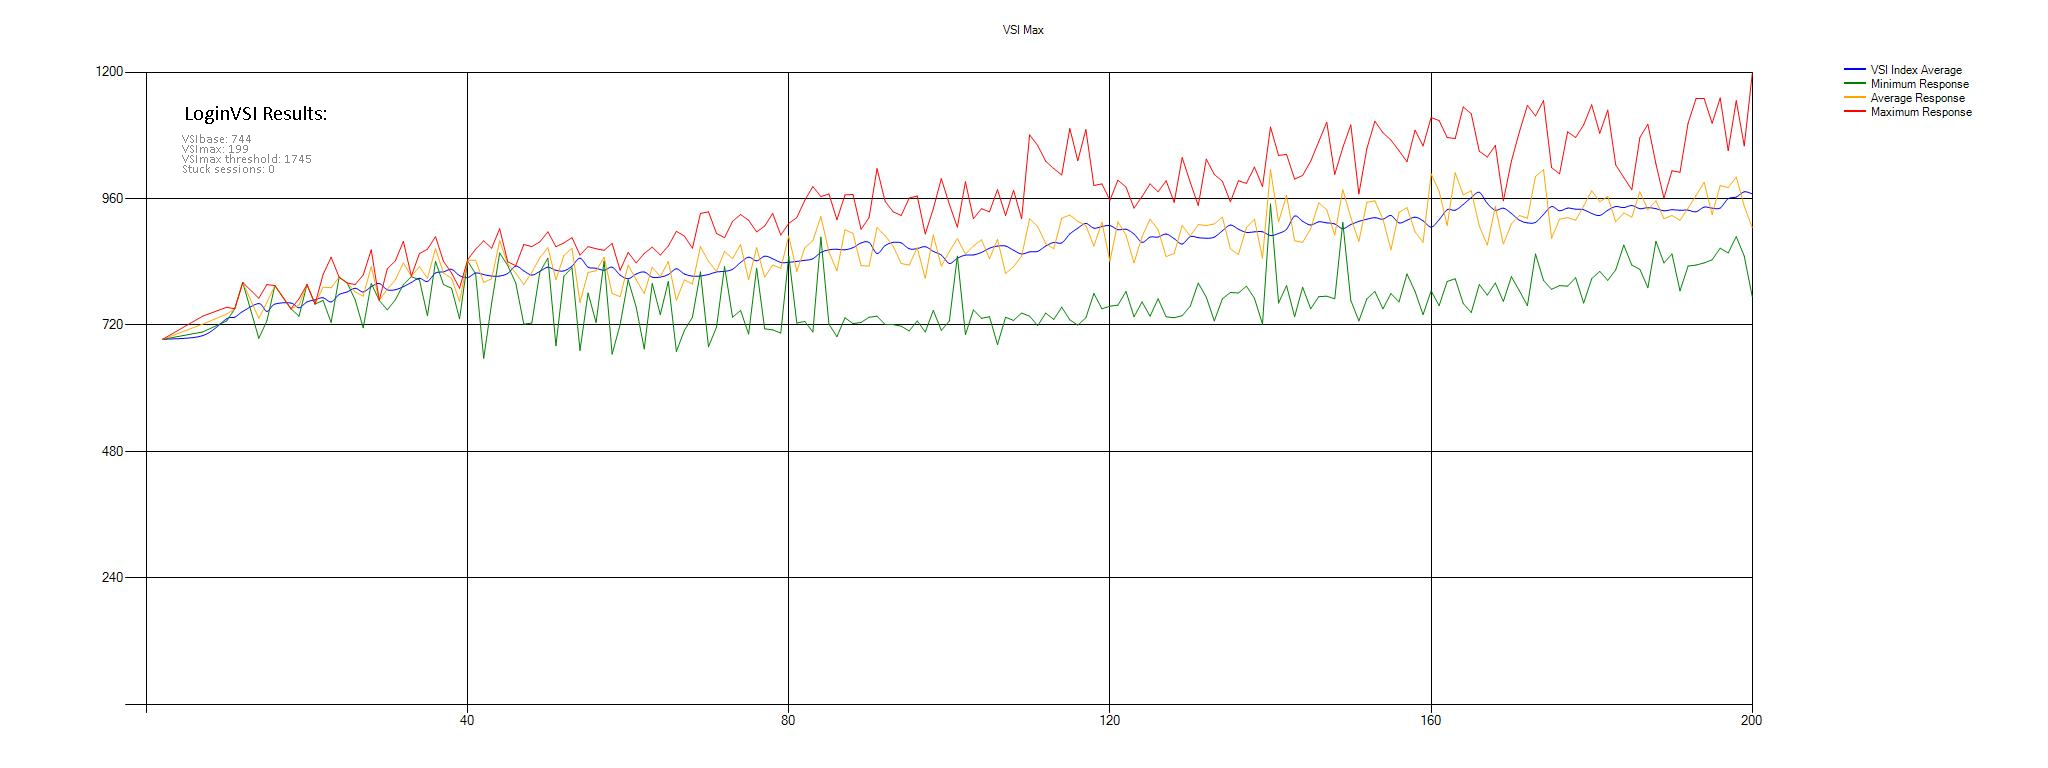 VSI Max
1200
960
720
480
240
LoginVSI Results:
VSIbase: 744
VSImax: 199
VSImax threshold: 1745
Stuck sessions: 0
VSI Index Average
Minimum Response
Average Response
Maximum Response
40 80 120 160 200